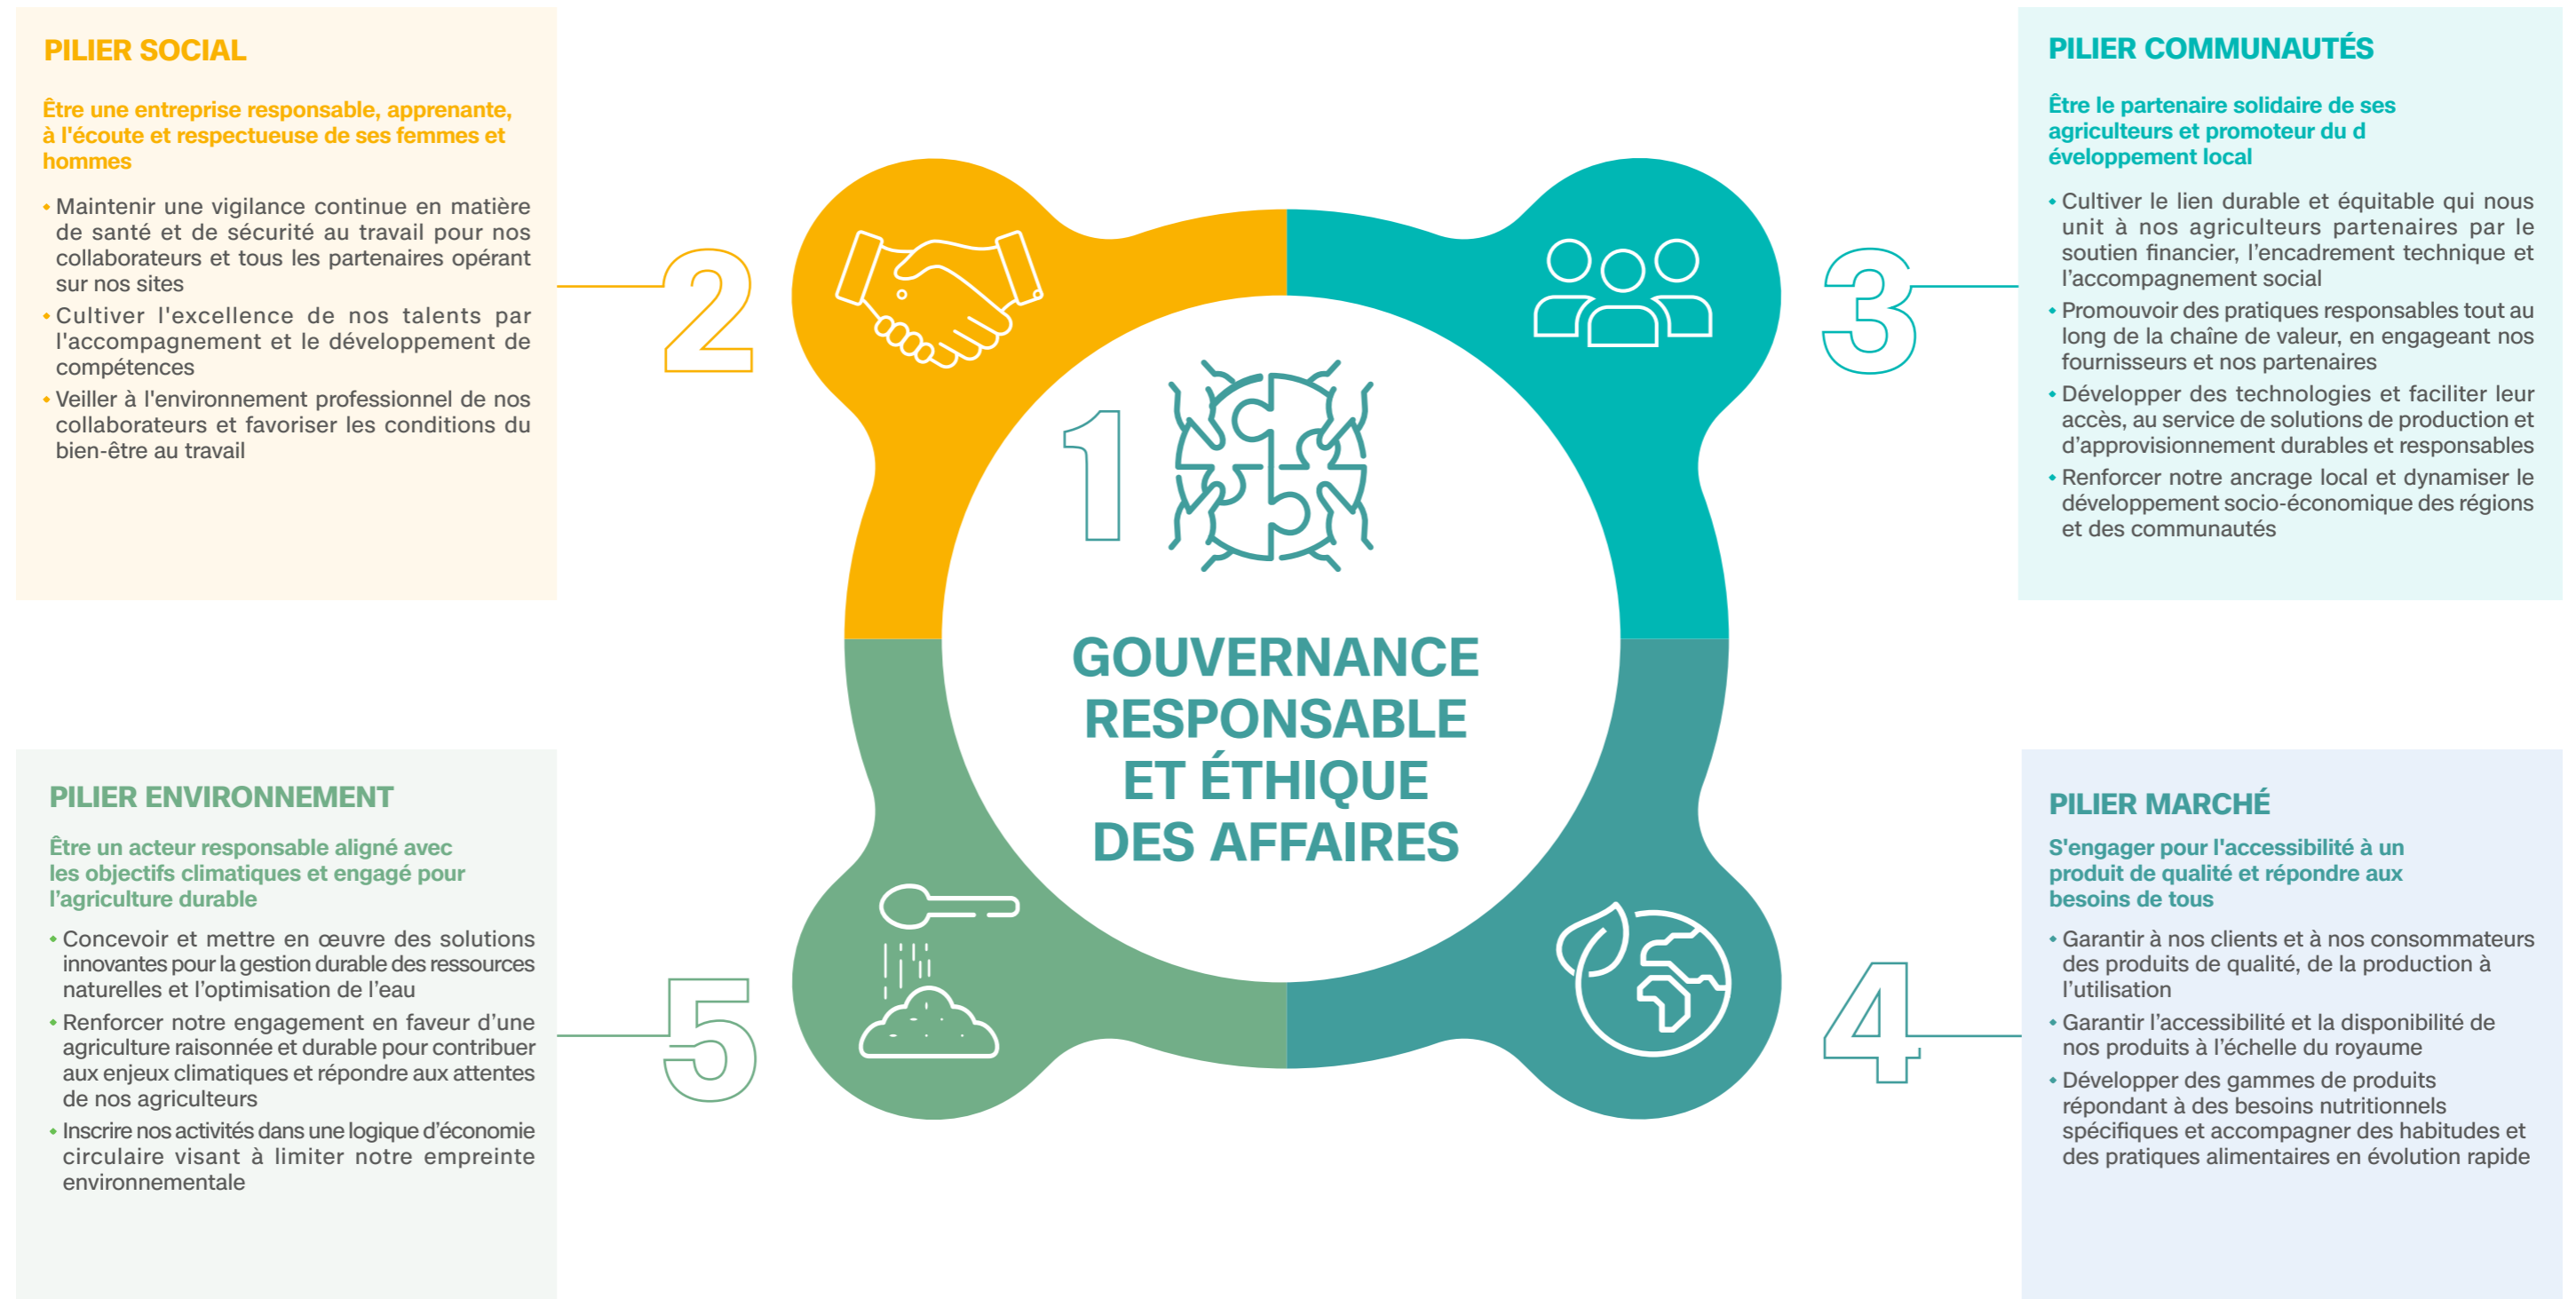 PILIER SOCIAL
Être une entreprise responsable, apprenante,
à l'écoute et respectueuse de ses femmes et
hommes
Maintenir une vigilance continue en matière
de santé et de sécurité au travail pour nos
collaborateurs et tous les partenaires opérant
sur nos sites
Cultiver l'excellence de nos talents par
l'accompagnement et le développement de
compétences
Veiller à l'environnement professionnel de nos
collaborateurs et favoriser les conditions du
bien-être au travail
2
1
GOUVERNANCE
RESPONSABLE
ET ÉTHIQUE
DES AFFAIRES
3
PILIER COMMUNAUTÉS
Être le partenaire solidaire de ses
agriculteurs et promoteur du d
éveloppement local
Cultiver le lien durable et équitable qui nous
unit à nos agriculteurs partenaires par le
soutien financier, l’encadrement technique et
l’accompagnement social
Promouvoir des pratiques responsables tout au
long de la chaîne de valeur, en engageant nos
fournisseurs et nos partenaires
Développer des technologies et faciliter leur
accès, au service de solutions de production et
d’approvisionnement durables et responsables
Renforcer notre ancrage local et dynamiser le
développement socio-économique des régions
et des communautés
PILIER ENVIRONNEMENT
Être un acteur responsable aligné avec
les objectifs climatiques et engagé pour
l’agriculture durable
Concevoir et mettre en œuvre des solutions
innovantes pour la gestion durable des ressources
naturelles et l’optimisation de l’eau
Renforcer notre engagement en faveur d’une
agriculture raisonnée et durable pour contribuer
aux enjeux climatiques et répondre aux attentes
de nos agriculteurs
Inscrire nos activités dans une logique d’économie
circulaire visant à limiter notre empreinte
environnementale
5
4
PILIER MARCHÉ
S'engager pour l'accessibilité à un
produit de qualité et répondre aux
besoins de tous
Garantir à nos clients et à nos consommateurs
des produits de qualité, de la production à
l’utilisation
Garantir l’accessibilité et la disponibilité de
nos produits à l’échelle du royaume
Développer des gammes de produits
répondant à des besoins nutritionnels
spécifiques et accompagner des habitudes et
des pratiques alimentaires en évolution rapide